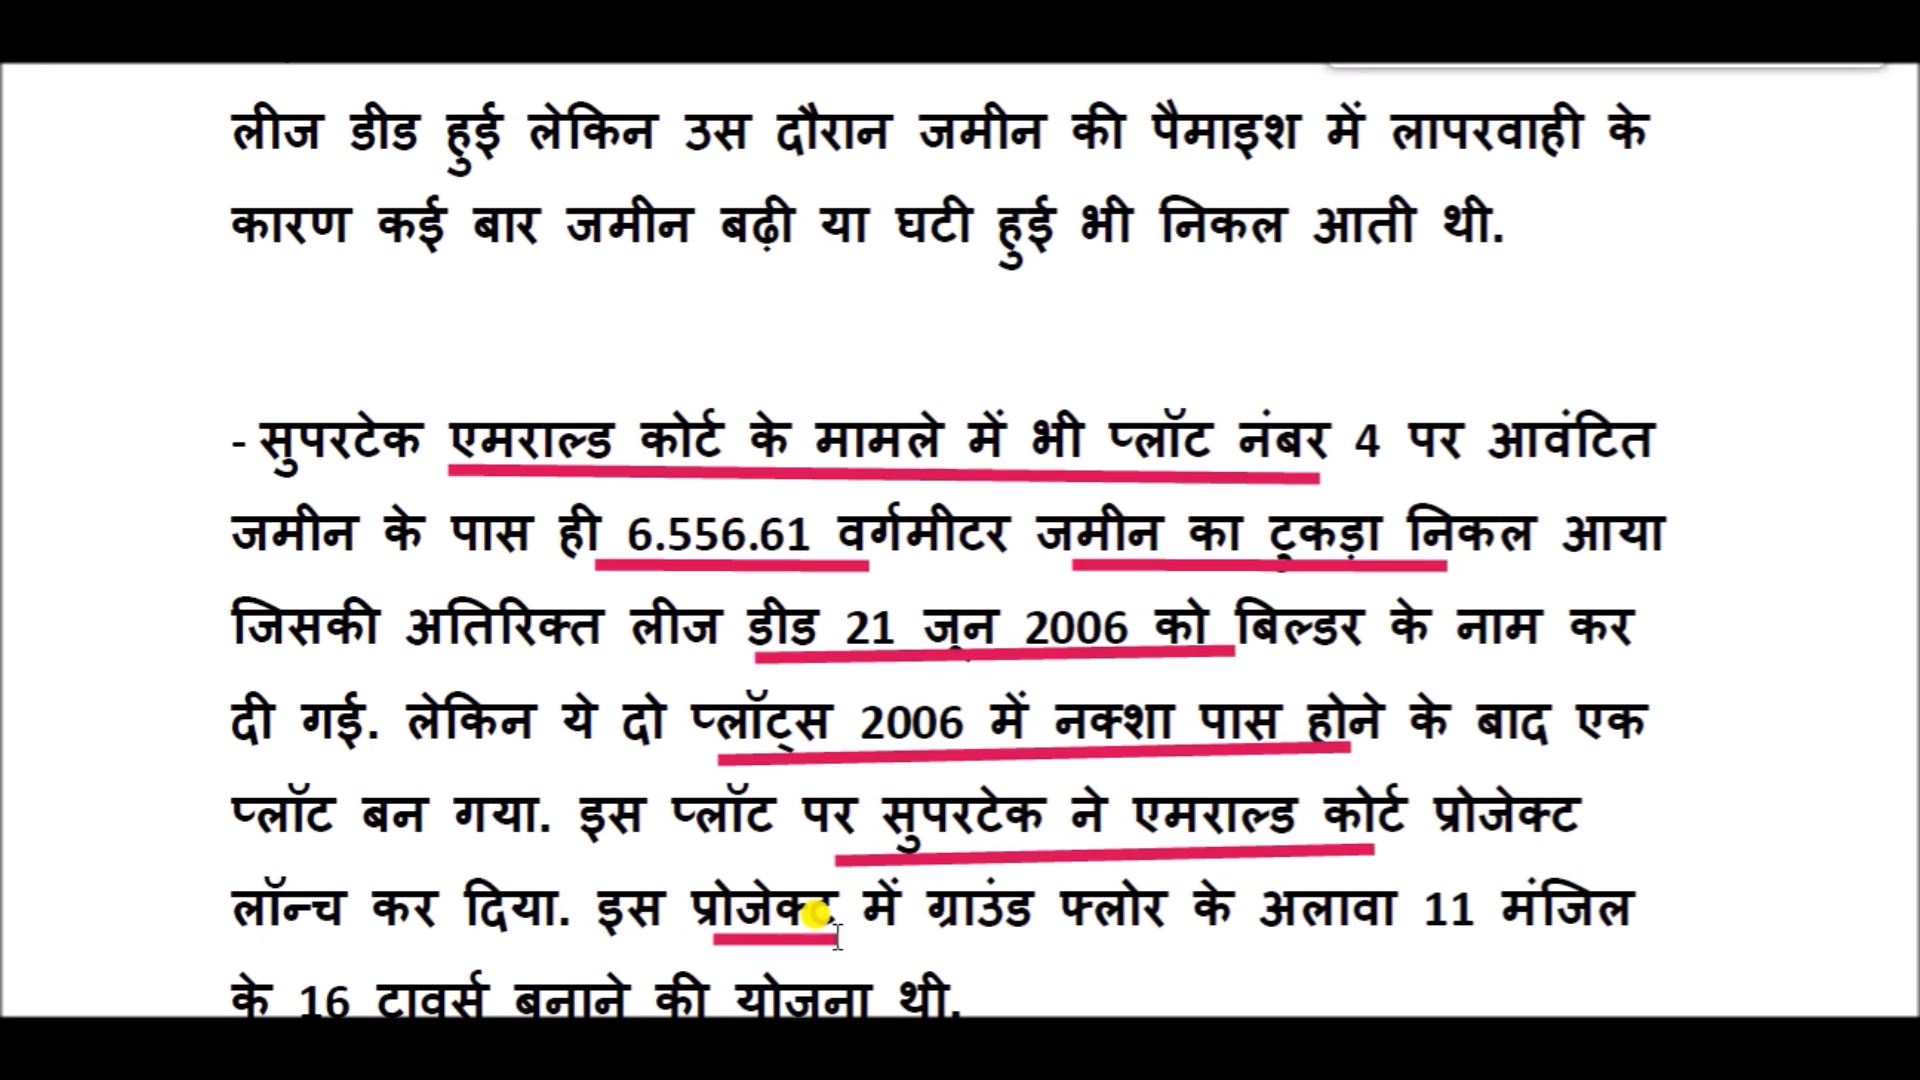 लीज डीड हुई लेकिन उस दौरान जमीन की पैमाइश में लापरवाही के
कारण कई बार जमीन बढ़ी या घटी हुई भी निकल आती थी.
- सुपरटेक एमराल्ड कोर्ट के मामले में भी प्लॉट नंबर 4 पर आवंटित
जमीन के पास ही 6.556.61 वर्गमीटर जमीन का टुकड़ा निकल आया
जिसकी अतिरिक्त लीज डीड 21 जून 2006 को बिल्डर के नाम कर
दी गई. लेकिन ये दो प्लॉट्स 2006 में नक्शा पास होने के बाद एक
प्लॉट बन गया. इस प्लॉट पर सुपरटेक ने एमराल्ड कोर्ट प्रोजेक्ट
लॉन्च कर दिया. इस प्रोजेक्ट में ग्राउंड फ्लोर के अलावा 11 मंजिल
के 16 टावर्स बनाने की योजना थी.